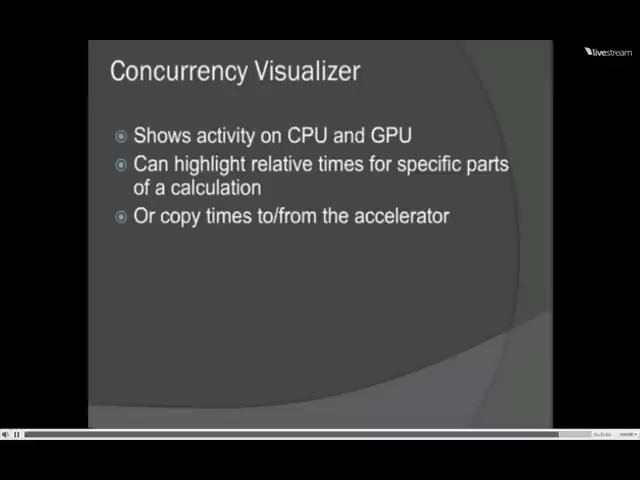 livestream
Concurrency Visualizer
Shows activity on CPU and GPU
Can highlight relative times for specific parts
of a calculation
Or copy times to/from the accelerator